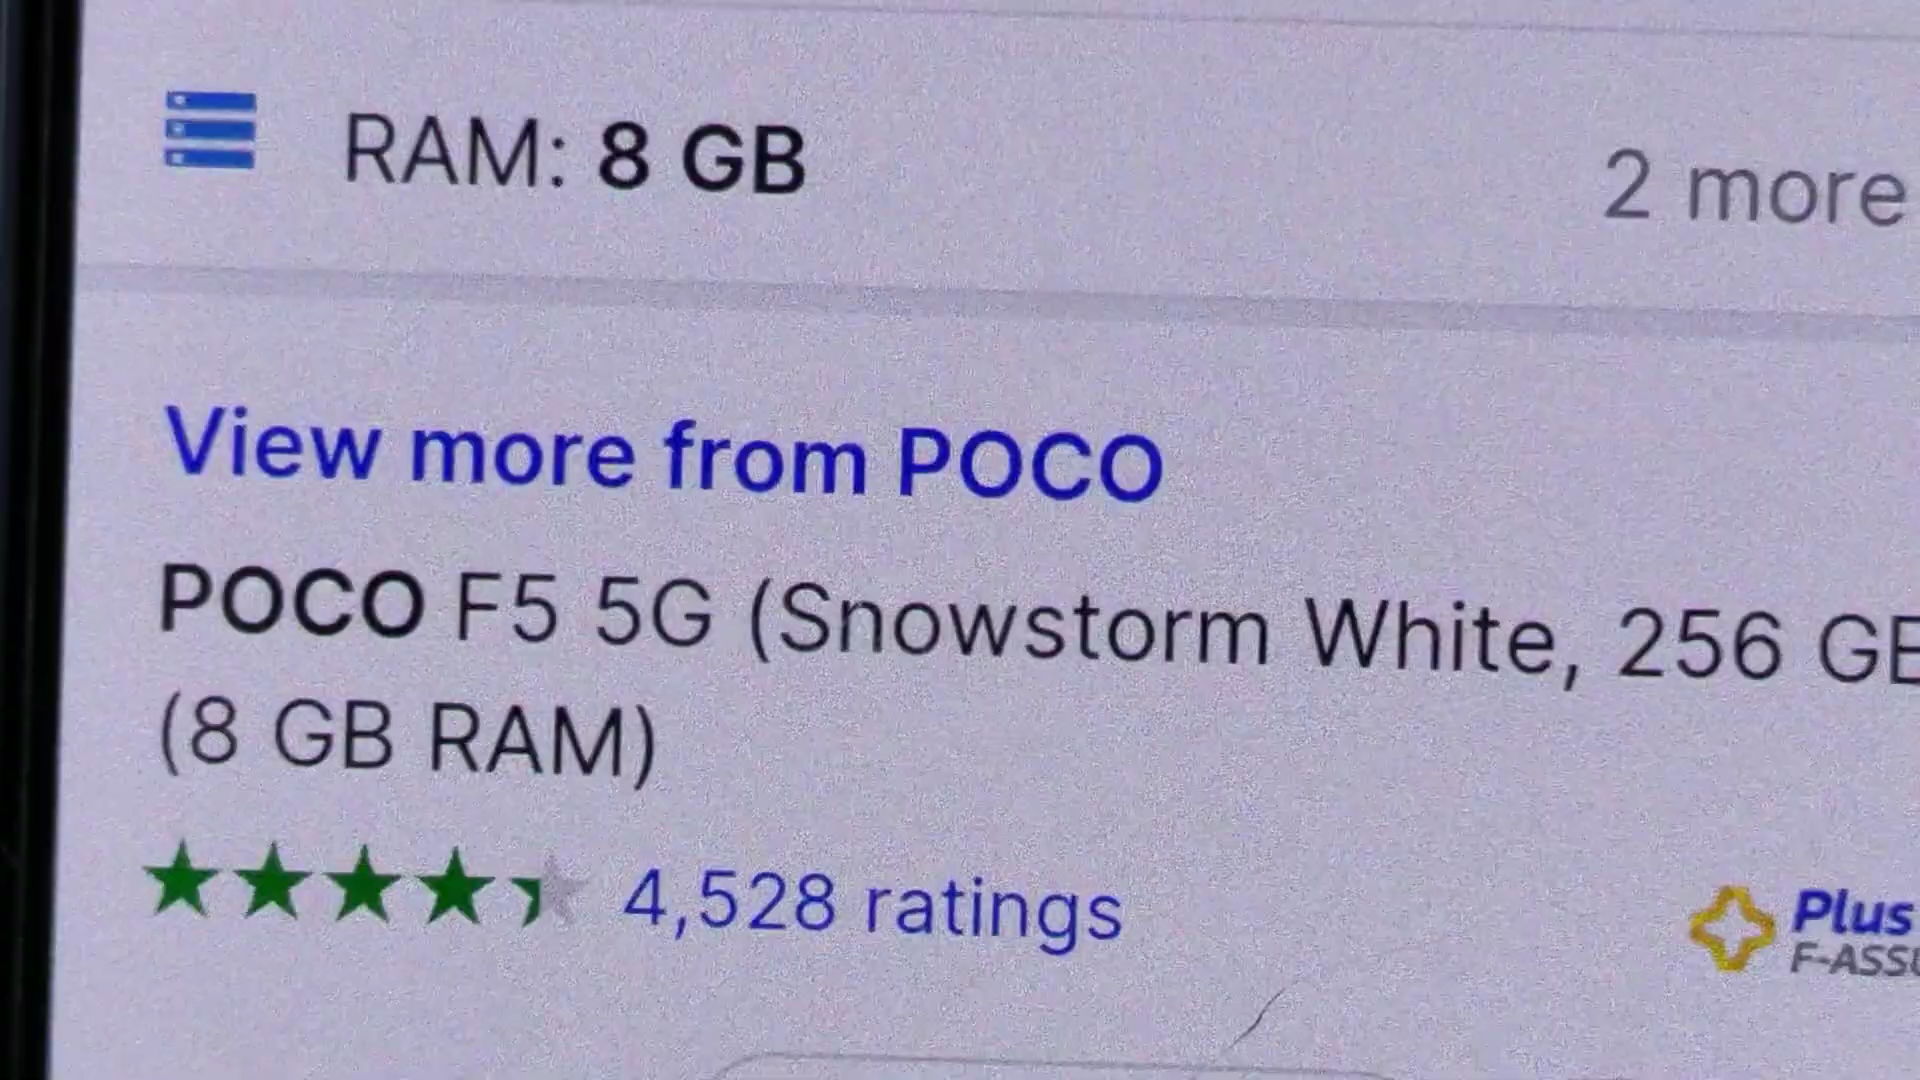 RAM: 8 GB
2 more
View more from POCO
POCO F5 5G (Snowstorm White, 256 GB
(8 GB RAM)
4,528 ratings
Plus